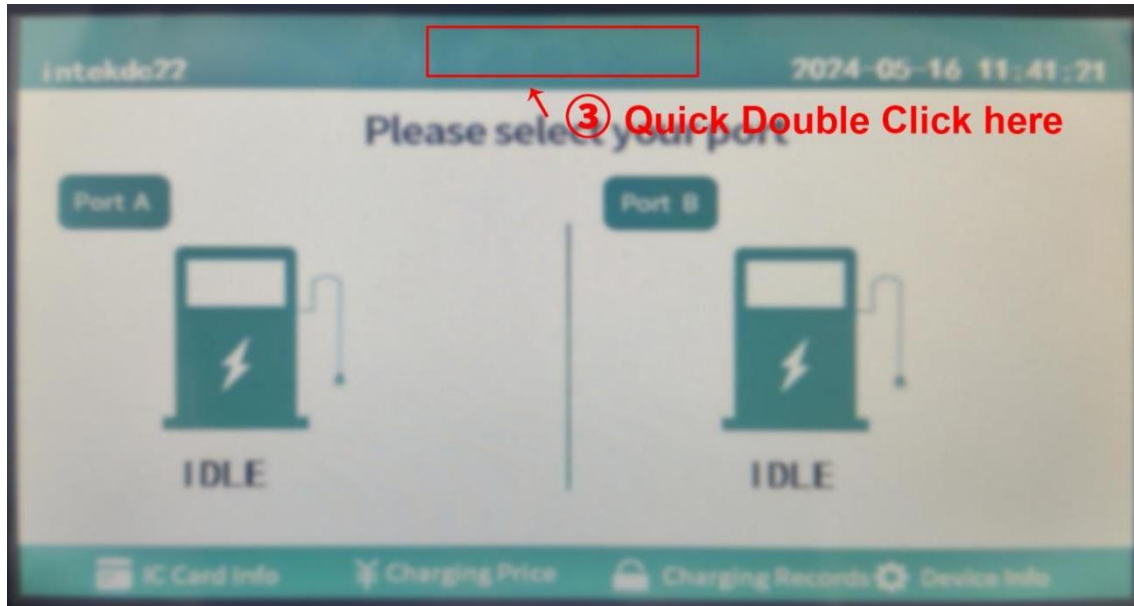 intekdc22
2024-05-16 11:41:21
③ Quick Double Click here
Please select your port
Port A
Port B
IDLE
IDLE
IC Card Info
¥ Charging Price
Charging Records
Device Info